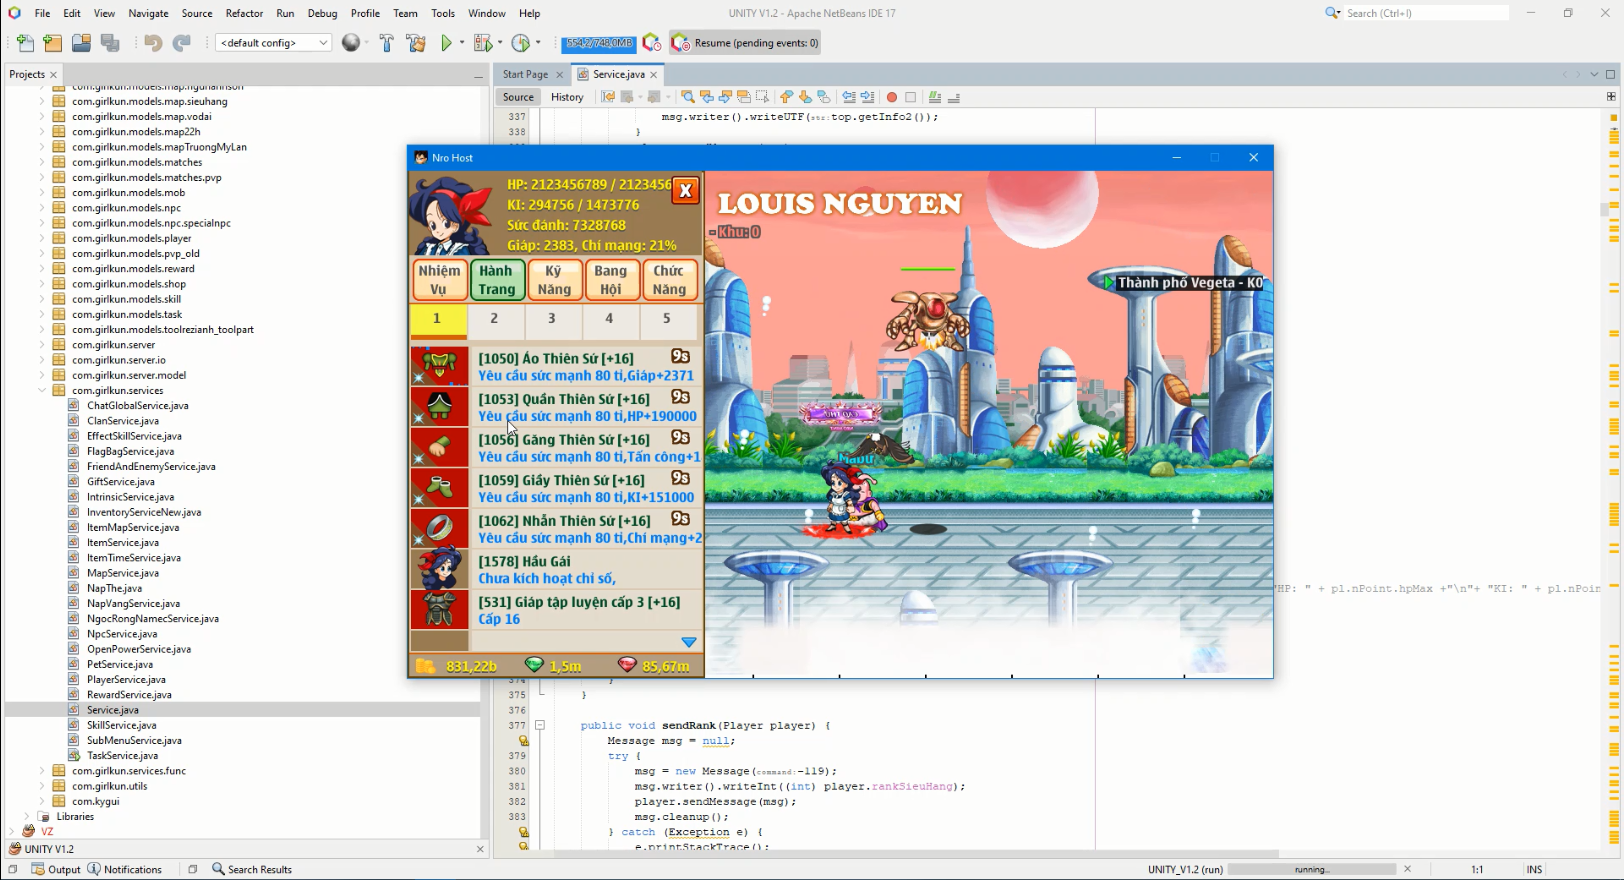 File Edit View Navigate Source Refactor Run Debug Profile Team Tools Window Help
UNITY V1.2 - Apache NetBeans IDE 17
Search (Ctrl+I)
<default config>
554,2/748,0MB
Resume (pending events: 0)
Projects
Start Page
Service.java
Source History
com.girlkun.models.map.nguhanhson
com.girlkun.models.map.sieuhang
com.girlkun.models.map.vodai
com.girlkun.models.map22h
com.girlkun.models.mapTruongMyLan
com.girlkun.models.matches
com.girlkun.models.matches.pvp
com.girlkun.models.mob
com.girlkun.models.npc
com.girlkun.models.npc.specialnpc
com.girlkun.models.player
com.girlkun.models.pvp_old
com.girlkun.models.reward
com.girlkun.models.shop
com.girlkun.models.skill
com.girlkun.models.task
com.girlkun.models.toolrezianh_toolpart
com.girlkun.server
com.girlkun.server.io
com.girlkun.server.model
com.girlkun.services
ChatGlobalService.java
ClanService.java
EffectSkillService.java
FlagBagService.java
FriendAndEnemyService.java
GiftService.java
IntrinsicService.java
InventoryServiceNew.java
ItemMapService.java
ItemService.java
ItemTimeService.java
MapService.java
NapThe.java
NapVangService.java
NgocRongNamecService.java
NpcService.java
OpenPowerService.java
PetService.java
PlayerService.java
RewardService.java
Service.java
SkillService.java
SubMenuService.java
TaskService.java
com.girlkun.services.func
com.girlkun.utils
com.kygui
Libraries
VZ
UNITY V1.2
337 msg.writer().writeUTF(str:top.getInfo2());
338 }
Nro Host
HP: 2123456789 / 2123456
KI: 294756 / 1473776
Sức đánh: 7328768
Giáp: 2383, Chí mạng: 21%
X
Nhiệm Vụ
Hành Trang
Kỹ Năng
Bang Hội
Chức Năng
1 2 3 4 5
[1050] Áo Thiên Sứ [+16] 9s
Yêu cầu sức mạnh 80 tỉ,Giáp+2371
[1053] Quần Thiên Sứ [+16] 9s
Yêu cầu sức mạnh 80 tỉ,HP+190000
[1056] Găng Thiên Sứ [+16] 9s
Yêu cầu sức mạnh 80 tỉ,Tấn công+1
[1059] Giầy Thiên Sứ [+16] 9s
Yêu cầu sức mạnh 80 tỉ,KI+151000
[1062] Nhẫn Thiên Sứ [+16] 9s
Yêu cầu sức mạnh 80 tỉ,Chí mạng+2
[1578] Hầu Gái
Chưa kích hoạt chỉ số,
[531] Giáp tập luyện cấp 3 [+16]
Cấp 16
831,22b 1,5m 85,67m
LOUIS NGUYEN
- Khu: 0
Thành phố Vegeta - K0
Mabư
"HP: " + pl.nPoint.hpMax +"\n"+ "KI: " + pl.nPoin
374 }
375 }
376
377 public void sendRank(Player player) {
Message msg = null;
379 try {
380 msg = new Message(command:-119);
381 msg.writer().writeInt((int) player.rankSieuHang);
382 player.sendMessage(msg);
383 msg.cleanup();
} catch (Exception e) {
e.printStackTrace();
Output Notifications Search Results
UNITY_V1.2 (run) running... 1:1 INS